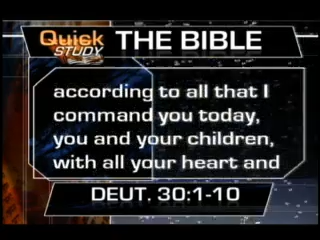 Quick
STUDY
THE BIBLE
according to all that I
command you today,
you and your children,
with all your heart and
DEUT. 30:1-10